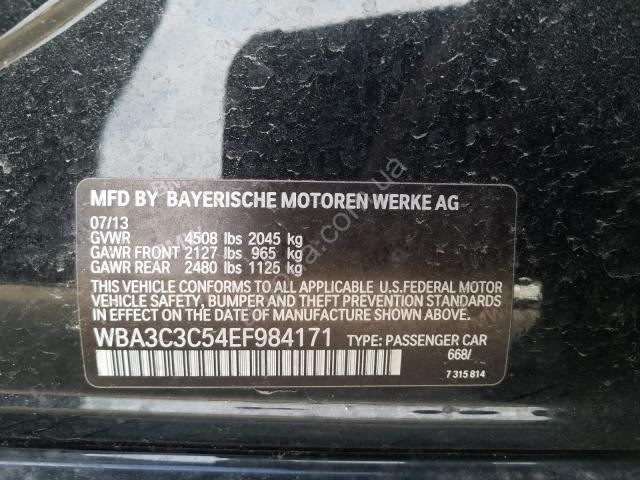 MFD BY BAYERISCHE MOTOREN WERKE AG
07/13
GVWR 4508 lbs 2045 kg
GAWR FRONT 2127 lbs 965 kg
GAWR REAR 2480 lbs 1125 kg
THIS VEHICLE CONFORMS TO ALL APPLICABLE U.S.FEDERAL MOTOR
VEHICLE SAFETY, BUMPER AND THEFT PREVENTION STANDARDS
IN EFFECT ON THE DATE OF MANUFACTURE SHOWN ABOVE.
WBA3C3C54EF984171 TYPE: PASSENGER CAR
668/
7 315 814